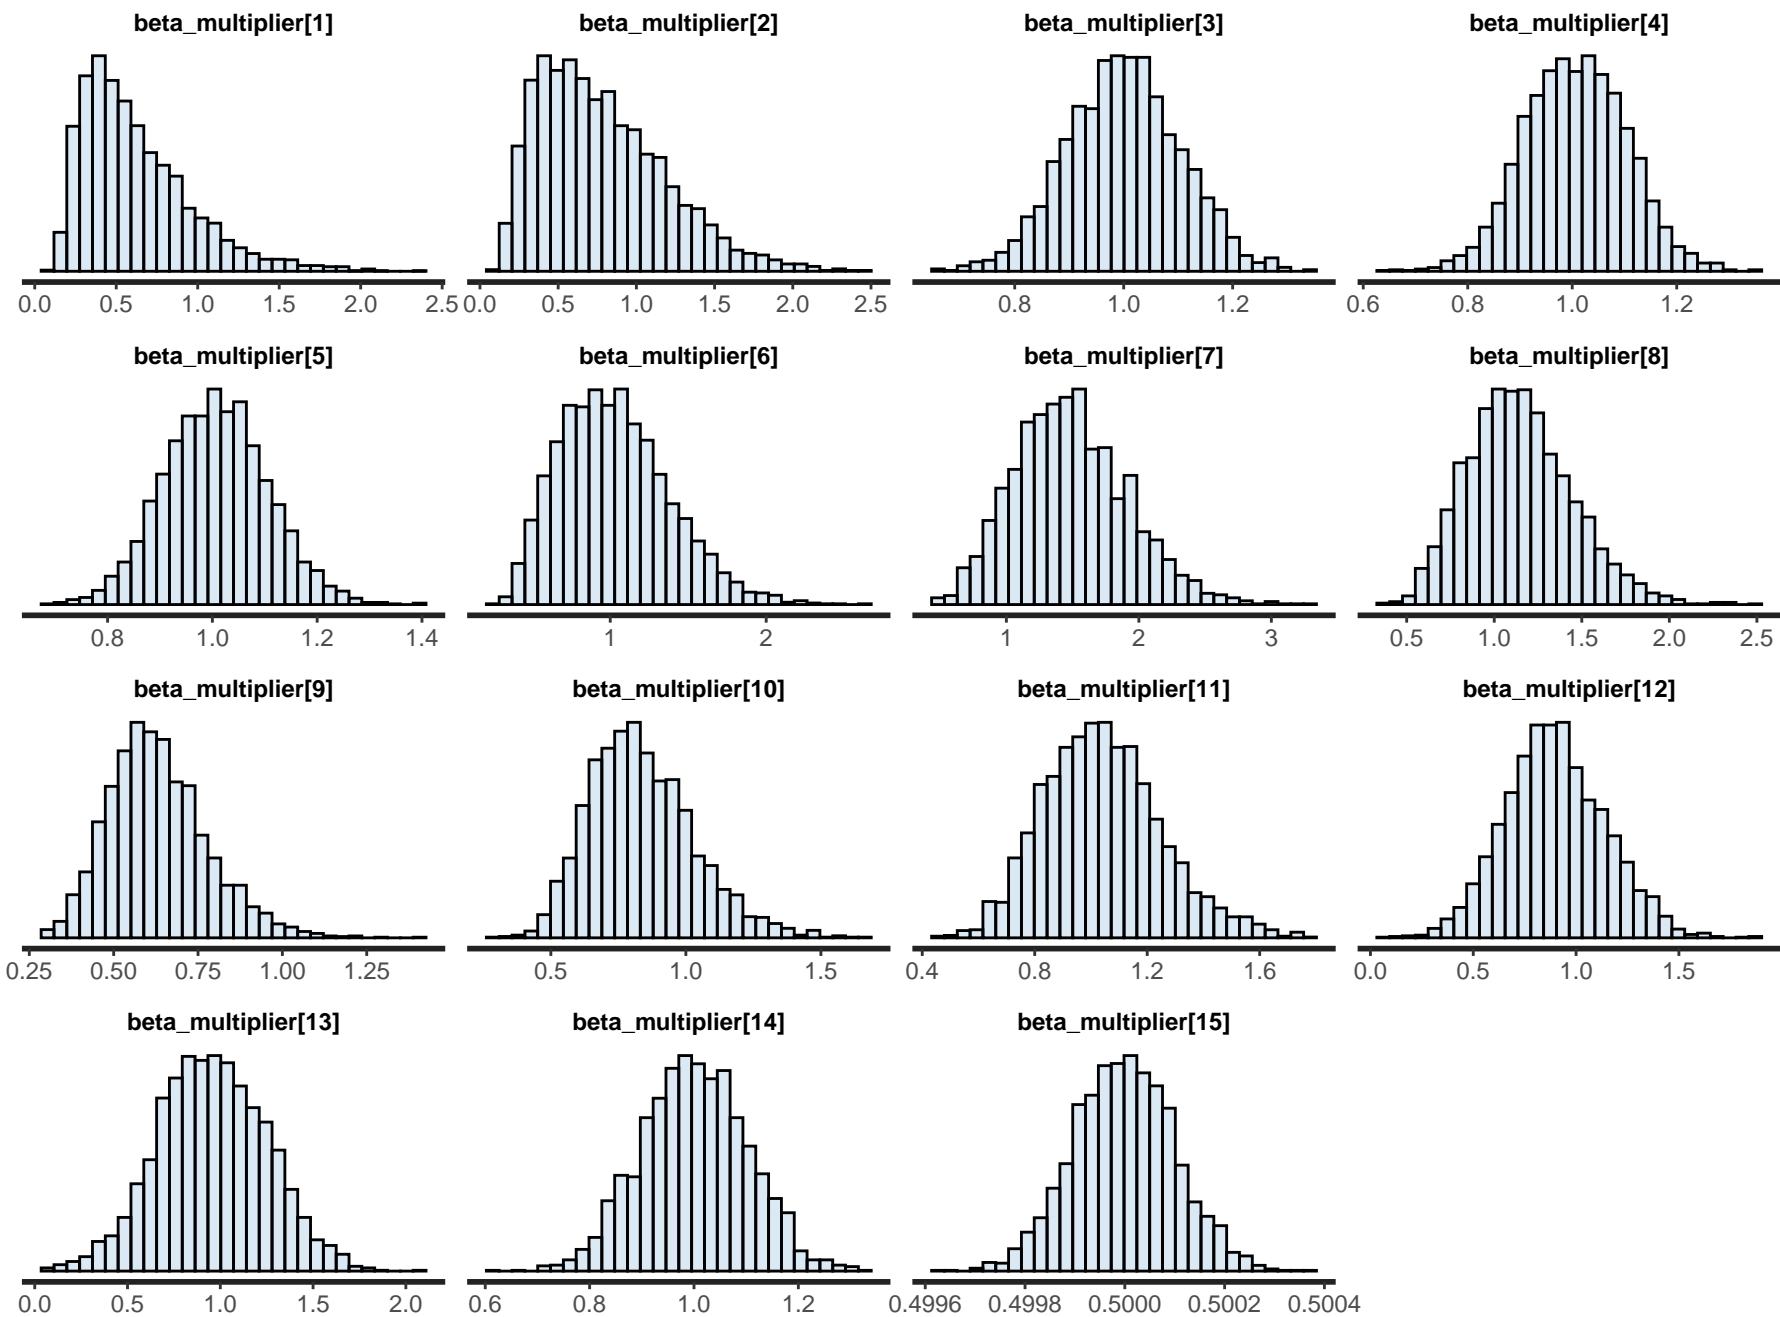 beta_multiplier[1] beta_multiplier[2] beta_multiplier[3] beta_multiplier[4]
0.0 0.5 1.0 1.5 2.0 2.5 0.0 0.5 1.0 1.5 2.0 2.5 0.8 1.0 1.2 0.6 0.8 1.0 1.2
beta_multiplier[5] beta_multiplier[6] beta_multiplier[7] beta_multiplier[8]
0.8 1.0 1.2 1.4 1 2 1 2 3 0.5 1.0 1.5 2.0 2.5
beta_multiplier[9] beta_multiplier[10] beta_multiplier[11] beta_multiplier[12]
0.25 0.50 0.75 1.00 1.25 0.5 1.0 1.5 0.4 0.8 1.2 1.6 0.0 0.5 1.0 1.5
beta_multiplier[13] beta_multiplier[14] beta_multiplier[15]
0.0 0.5 1.0 1.5 2.0 0.6 0.8 1.0 1.2 0.4996 0.4998 0.5000 0.5002 0.5004